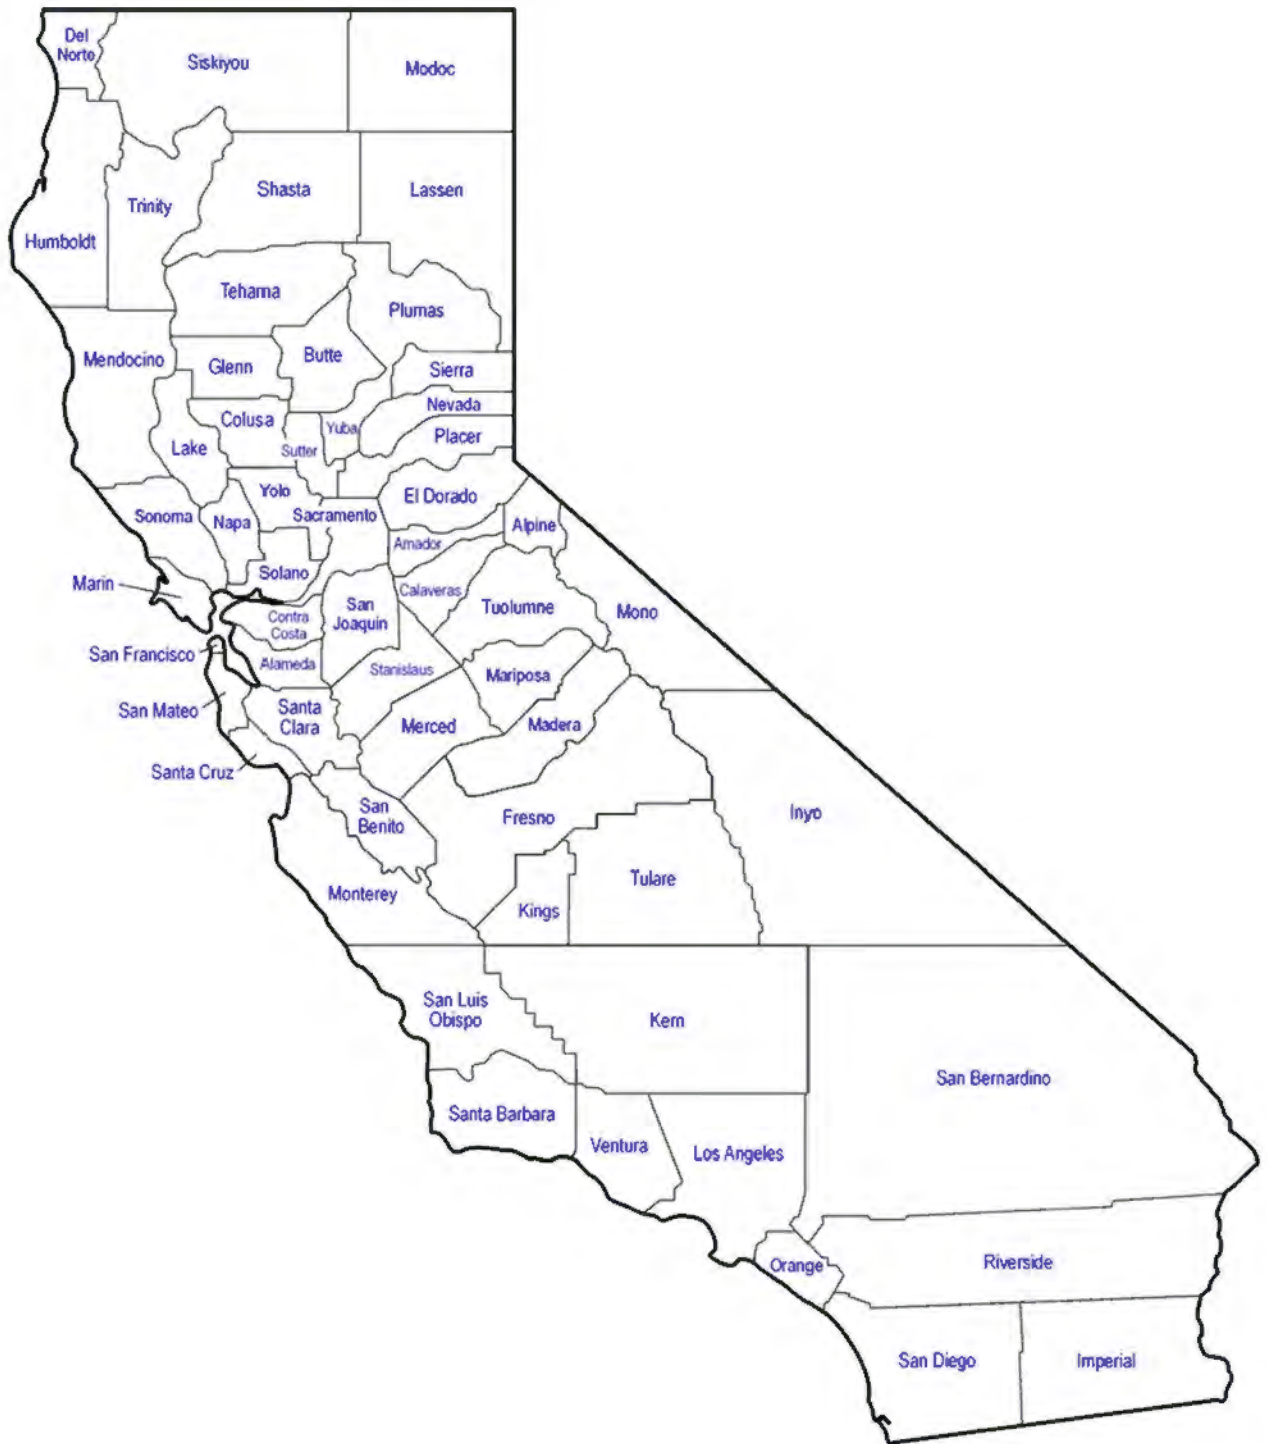 Del
Norte
Siskiyou
Modoc
Shasta
Lassen
Trinity
Humboldt
Tehama
Plumas
Mendocino
Glenn
Butte
Sierra
Nevada
Colusa
Yuba
Placer
Lake
Sutter
Yolo
El Dorado
Sonoma
Napa
Sacramento
Alpine
Amador
Marin
Solano
Calaveras
San
Joaquin
Tuolumne
Mono
Contra
Costa
San Francisco
Alameda
Stanislaus
Mariposa
San Mateo
Santa
Clara
Merced
Madera
Santa Cruz
San
Benito
Fresno
Inyo
Monterey
Kings
Tulare
San Luis
Obispo
Kern
San Bernardino
Santa Barbara
Ventura
Los Angeles
Orange
Riverside
San Diego
Imperial